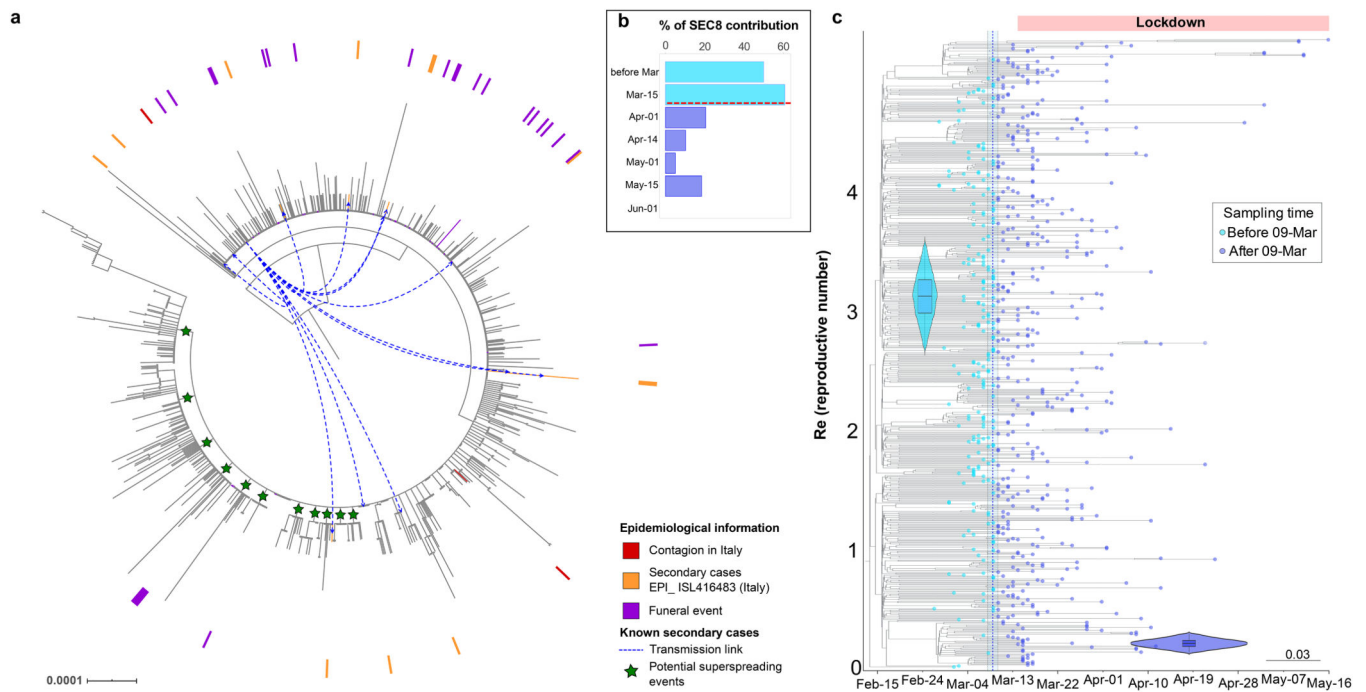 a
0.0001
b
% of SEC8 contribution
0 20 40 60
before Mar
Mar-15
Apr-01
Apr-14
May-01
May-15
Jun-01
Epidemiological information
Contagion in Italy
Secondary cases
EPI_ ISL416483 (Italy)
Funeral event
Known secondary cases
Transmission link
Potential superspreading
events
c
Lockdown
Re (reproductive number)
4
3
2
1
0
Sampling time
Before 09-Mar
After 09-Mar
0.03
Feb-15 Feb-24 Mar-04 Mar-13 Mar-22 Apr-01 Apr-10 Apr-19 Apr-28 May-07 May-16